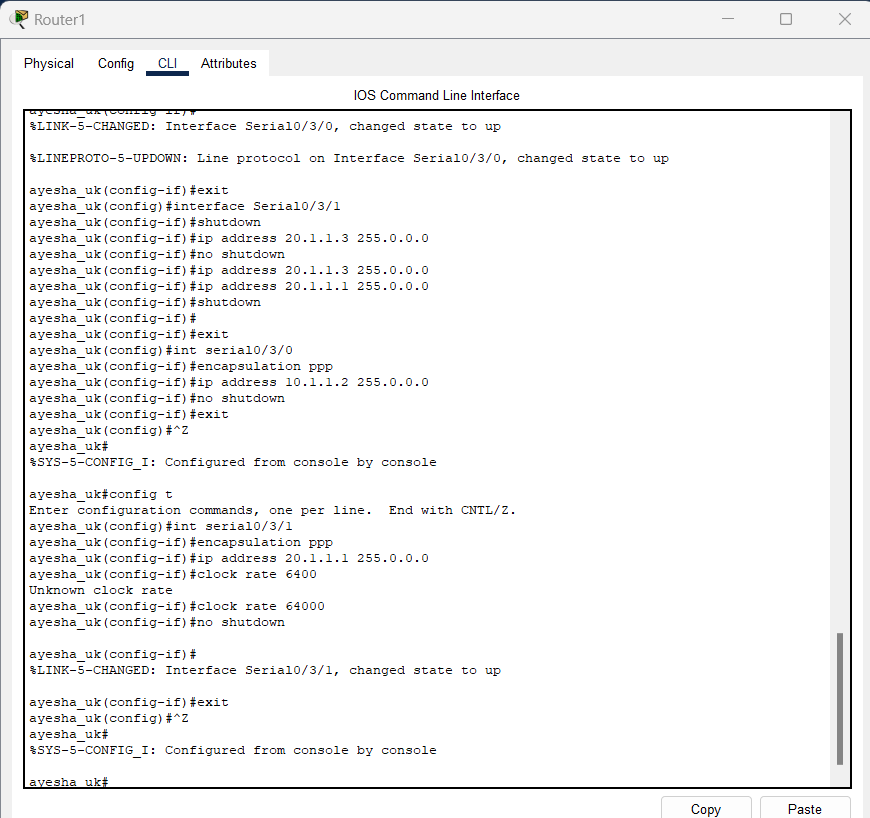 Router1
Physical Config CLI Attributes
IOS Command Line Interface
ayesha_uk(config-if)#
%LINK-5-CHANGED: Interface Serial0/3/0, changed state to up
%LINEPROTO-5-UPDOWN: Line protocol on Interface Serial0/3/0, changed state to up
ayesha_uk(config-if)#exit
ayesha_uk(config)#interface Serial0/3/1
ayesha_uk(config-if)#shutdown
ayesha_uk(config-if)#ip address 20.1.1.3 255.0.0.0
ayesha_uk(config-if)#no shutdown
ayesha_uk(config-if)#ip address 20.1.1.3 255.0.0.0
ayesha_uk(config-if)#ip address 20.1.1.1 255.0.0.0
ayesha_uk(config-if)#shutdown
ayesha_uk(config-if)#
ayesha_uk(config-if)#exit
ayesha_uk(config)#int serial0/3/0
ayesha_uk(config-if)#encapsulation ppp
ayesha_uk(config-if)#ip address 10.1.1.2 255.0.0.0
ayesha_uk(config-if)#no shutdown
ayesha_uk(config-if)#exit
ayesha_uk(config)#^Z
ayesha_uk#
%SYS-5-CONFIG_I: Configured from console by console
ayesha_uk#config t
Enter configuration commands, one per line.  End with CNTL/Z.
ayesha_uk(config)#int serial0/3/1
ayesha_uk(config-if)#encapsulation ppp
ayesha_uk(config-if)#ip address 20.1.1.1 255.0.0.0
ayesha_uk(config-if)#clock rate 6400
Unknown clock rate
ayesha_uk(config-if)#clock rate 64000
ayesha_uk(config-if)#no shutdown
ayesha_uk(config-if)#
%LINK-5-CHANGED: Interface Serial0/3/1, changed state to up
ayesha_uk(config-if)#exit
ayesha_uk(config)#^Z
ayesha_uk#
%SYS-5-CONFIG_I: Configured from console by console
ayesha_uk#
Copy Paste